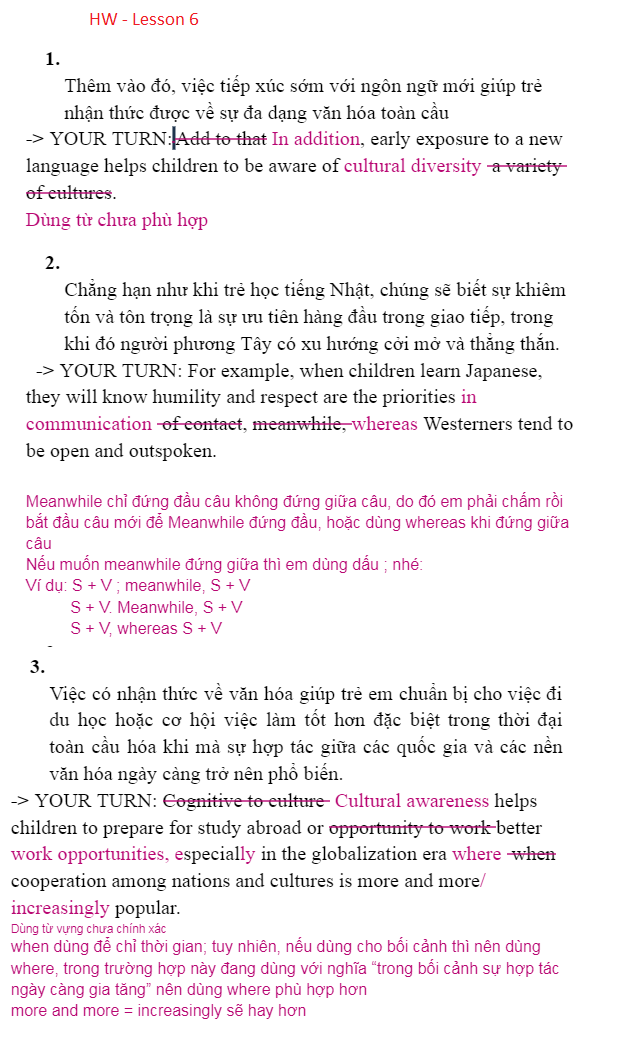 HW - Lesson 6
1.
Thêm vào đó, việc tiếp xúc sớm với ngôn ngữ mới giúp trẻ
nhận thức được về sự đa dạng văn hóa toàn cầu
-> YOUR TURN: Add to that In addition, early exposure to a new
language helps children to be aware of cultural diversity a variety
of cultures.
Dùng từ chưa phù hợp
2.
Chẳng hạn như khi trẻ học tiếng Nhật, chúng sẽ biết sự khiêm
tốn và tôn trọng là sự ưu tiên hàng đầu trong giao tiếp, trong
khi đó người phương Tây có xu hướng cởi mở và thẳng thắn.
-> YOUR TURN: For example, when children learn Japanese,
they will know humility and respect are the priorities in
communication of contact, meanwhile, whereas Westerners tend to
be open and outspoken.
Meanwhile chỉ đứng đầu câu không đứng giữa câu, do đó em phải chấm rồi
bắt đầu câu mới để Meanwhile đứng đầu, hoặc dùng whereas khi đứng giữa
câu
Nếu muốn meanwhile đứng giữa thì em dùng dấu ; nhé:
Ví dụ: S + V ; meanwhile, S + V
S + V. Meanwhile, S + V
S + V, whereas S + V
-
3.
Việc có nhận thức về văn hóa giúp trẻ em chuẩn bị cho việc đi
du học hoặc cơ hội việc làm tốt hơn đặc biệt trong thời đại
toàn cầu hóa khi mà sự hợp tác giữa các quốc gia và các nền
văn hóa ngày càng trở nên phổ biến.
-> YOUR TURN: Cognitive to culture Cultural awareness helps
children to prepare for study abroad or opportunity to work better
work opportunities, especially in the globalization era where when
cooperation among nations and cultures is more and more/
increasingly popular.
Dùng từ vựng chưa chính xác
when dùng để chỉ thời gian; tuy nhiên, nếu dùng cho bối cảnh thì nên dùng
where, trong trường hợp này đang dùng với nghĩa “trong bối cảnh sự hợp tác
ngày càng gia tăng” nên dùng where phù hợp hơn
more and more = increasingly sẽ hay hơn